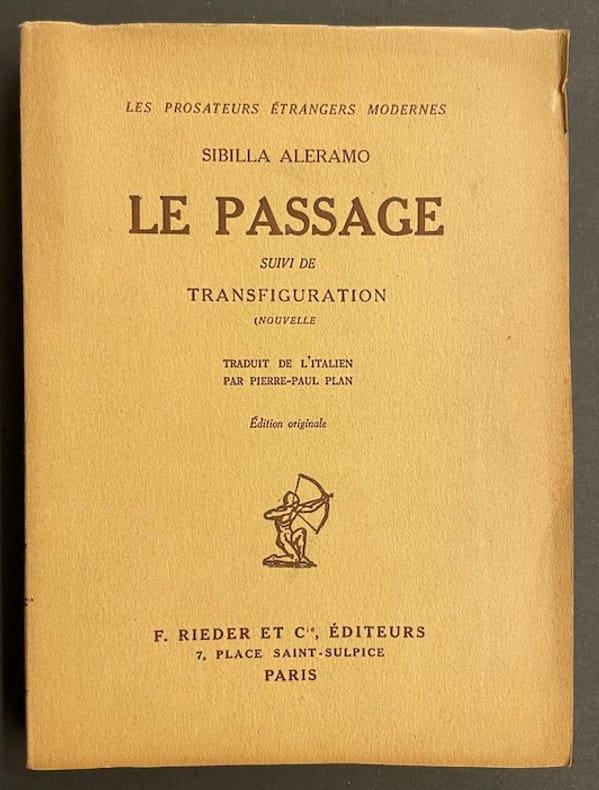 LES PROSATEURS ÉTRANGERS MODERNES
SIBILLA ALERAMO
LE PASSAGE
SUIVI DE
TRANSFIGURATION
(NOUVELLE
TRADUIT DE L'ITALIEN
PAR PIERRE-PAUL PLAN
Édition originale
F. RIEDER ET Cie, ÉDITEURS
7, PLACE SAINT-SULPICE
PARIS